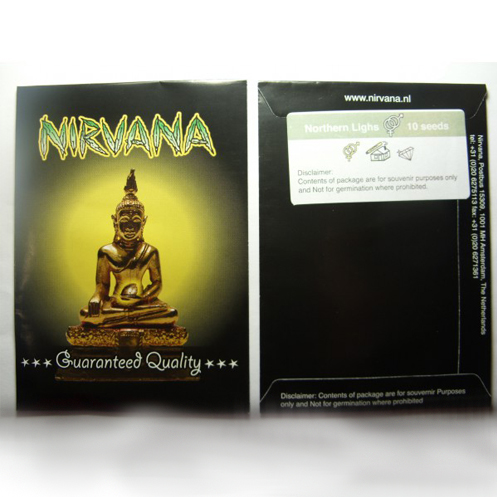 NIRVANA
★★★ Guaranteed Quality ★★★
www.nirvana.nl
Northern Lighs 10 seeds
Disclaimer:
Contents of package are for souvenir purposes only
and Not for germination where prohibited.
Nirvana, Postbus 15309, 1001 MH Amsterdam, The Netherlands
tel: +31 (0)20 6275113 fax: +31 (0)20 6271361
Disclaimer: Contents of package are for souvernir Purposes
only and Not for germination where prohibited